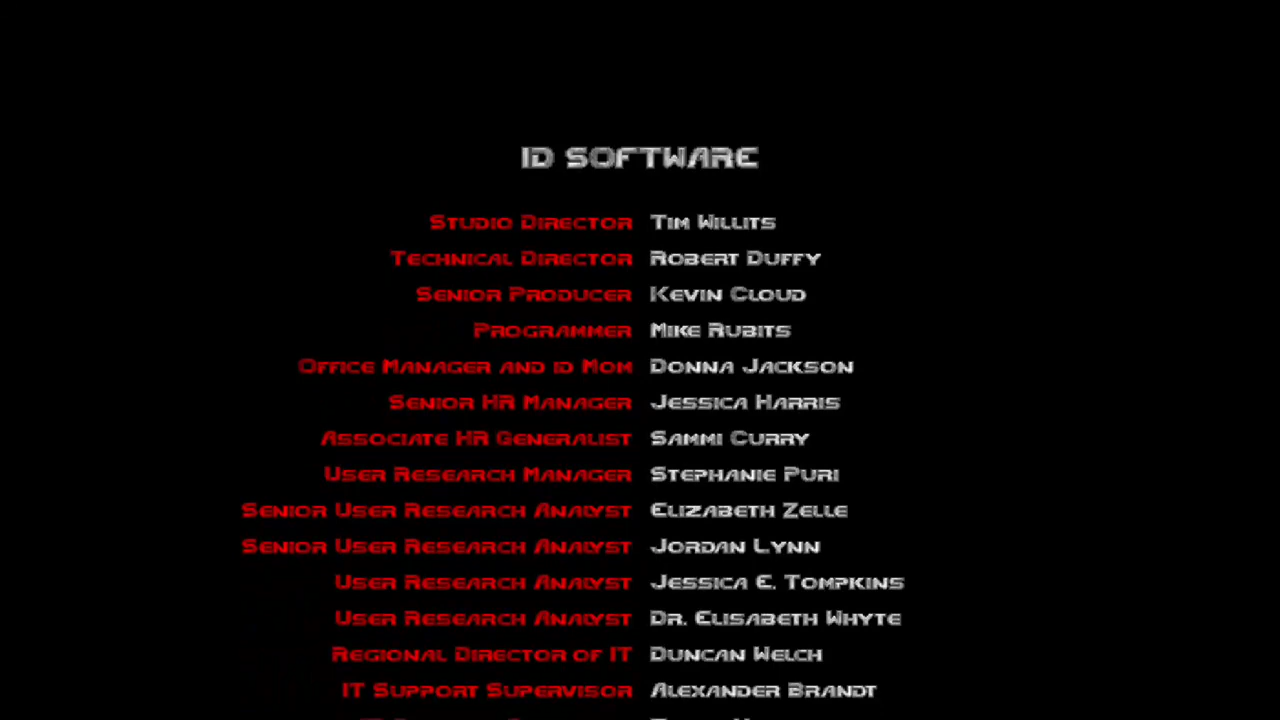 ID SOFTWARE
STUDIO DIRECTOR TIM WILLITS
TECHNICAL DIRECTOR ROBERT DUFFY
SENIOR PRODUCER KEVIN CLOUD
PROGRAMMER MIKE RUBITS
OFFICE MANAGER AND ID MOM DONNA JACKSON
SENIOR HR MANAGER JESSICA HARRIS
ASSOCIATE HR GENERALIST SAMMI CURRY
USER RESEARCH MANAGER STEPHANIE PURI
SENIOR USER RESEARCH ANALYST ELIZABETH ZELLE
SENIOR USER RESEARCH ANALYST JORDAN LYNN
USER RESEARCH ANALYST JESSICA E. TOMPKINS
USER RESEARCH ANALYST DR. ELISABETH WHYTE
REGIONAL DIRECTOR OF IT DUNCAN WELCH
IT SUPPORT SUPERVISOR ALEXANDER BRANDT